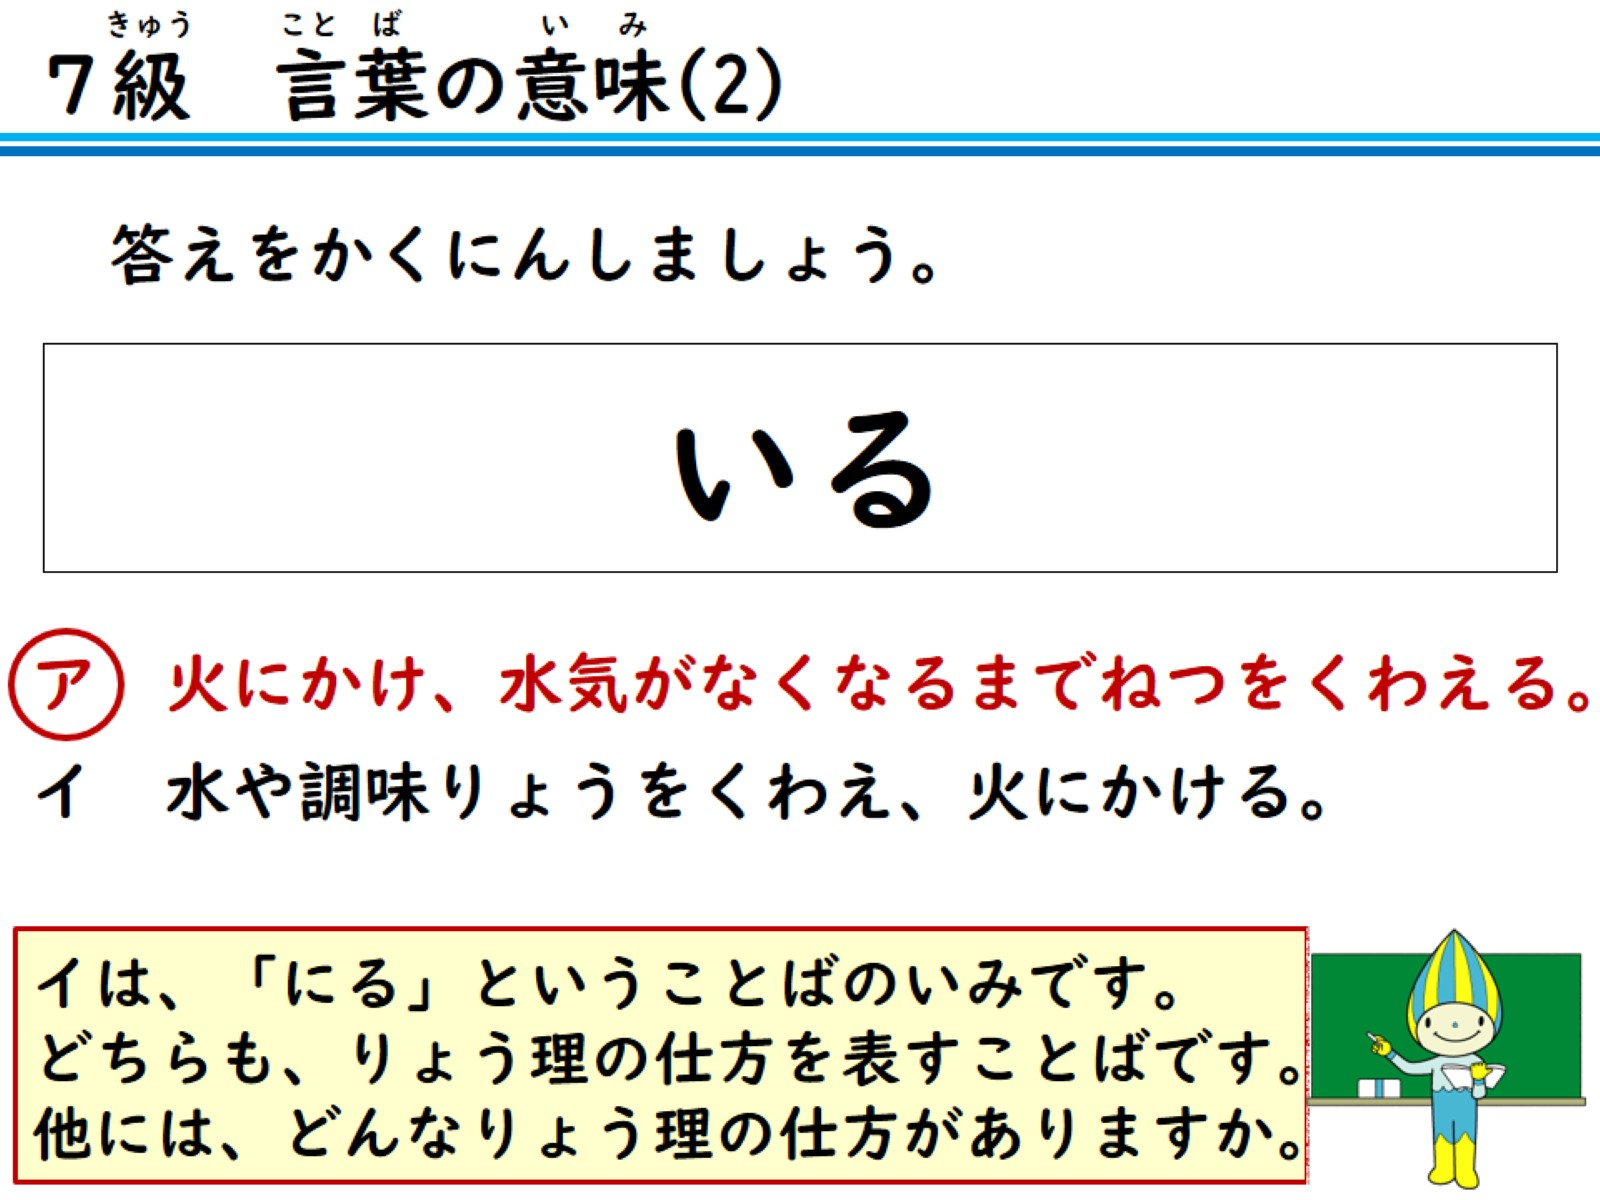 きゅう　ことば　いみ
７級　言葉の意味(2)
答えをかくにんしましょう。
いる
ア　火にかけ、水気がなくなるまでねつをくわえる。
イ　水や調味りょうをくわえ、火にかける。
イは、「にる」ということばのいみです。
どちらも、りょう理の仕方を表すことばです。
他には、どんなりょう理の仕方がありますか。